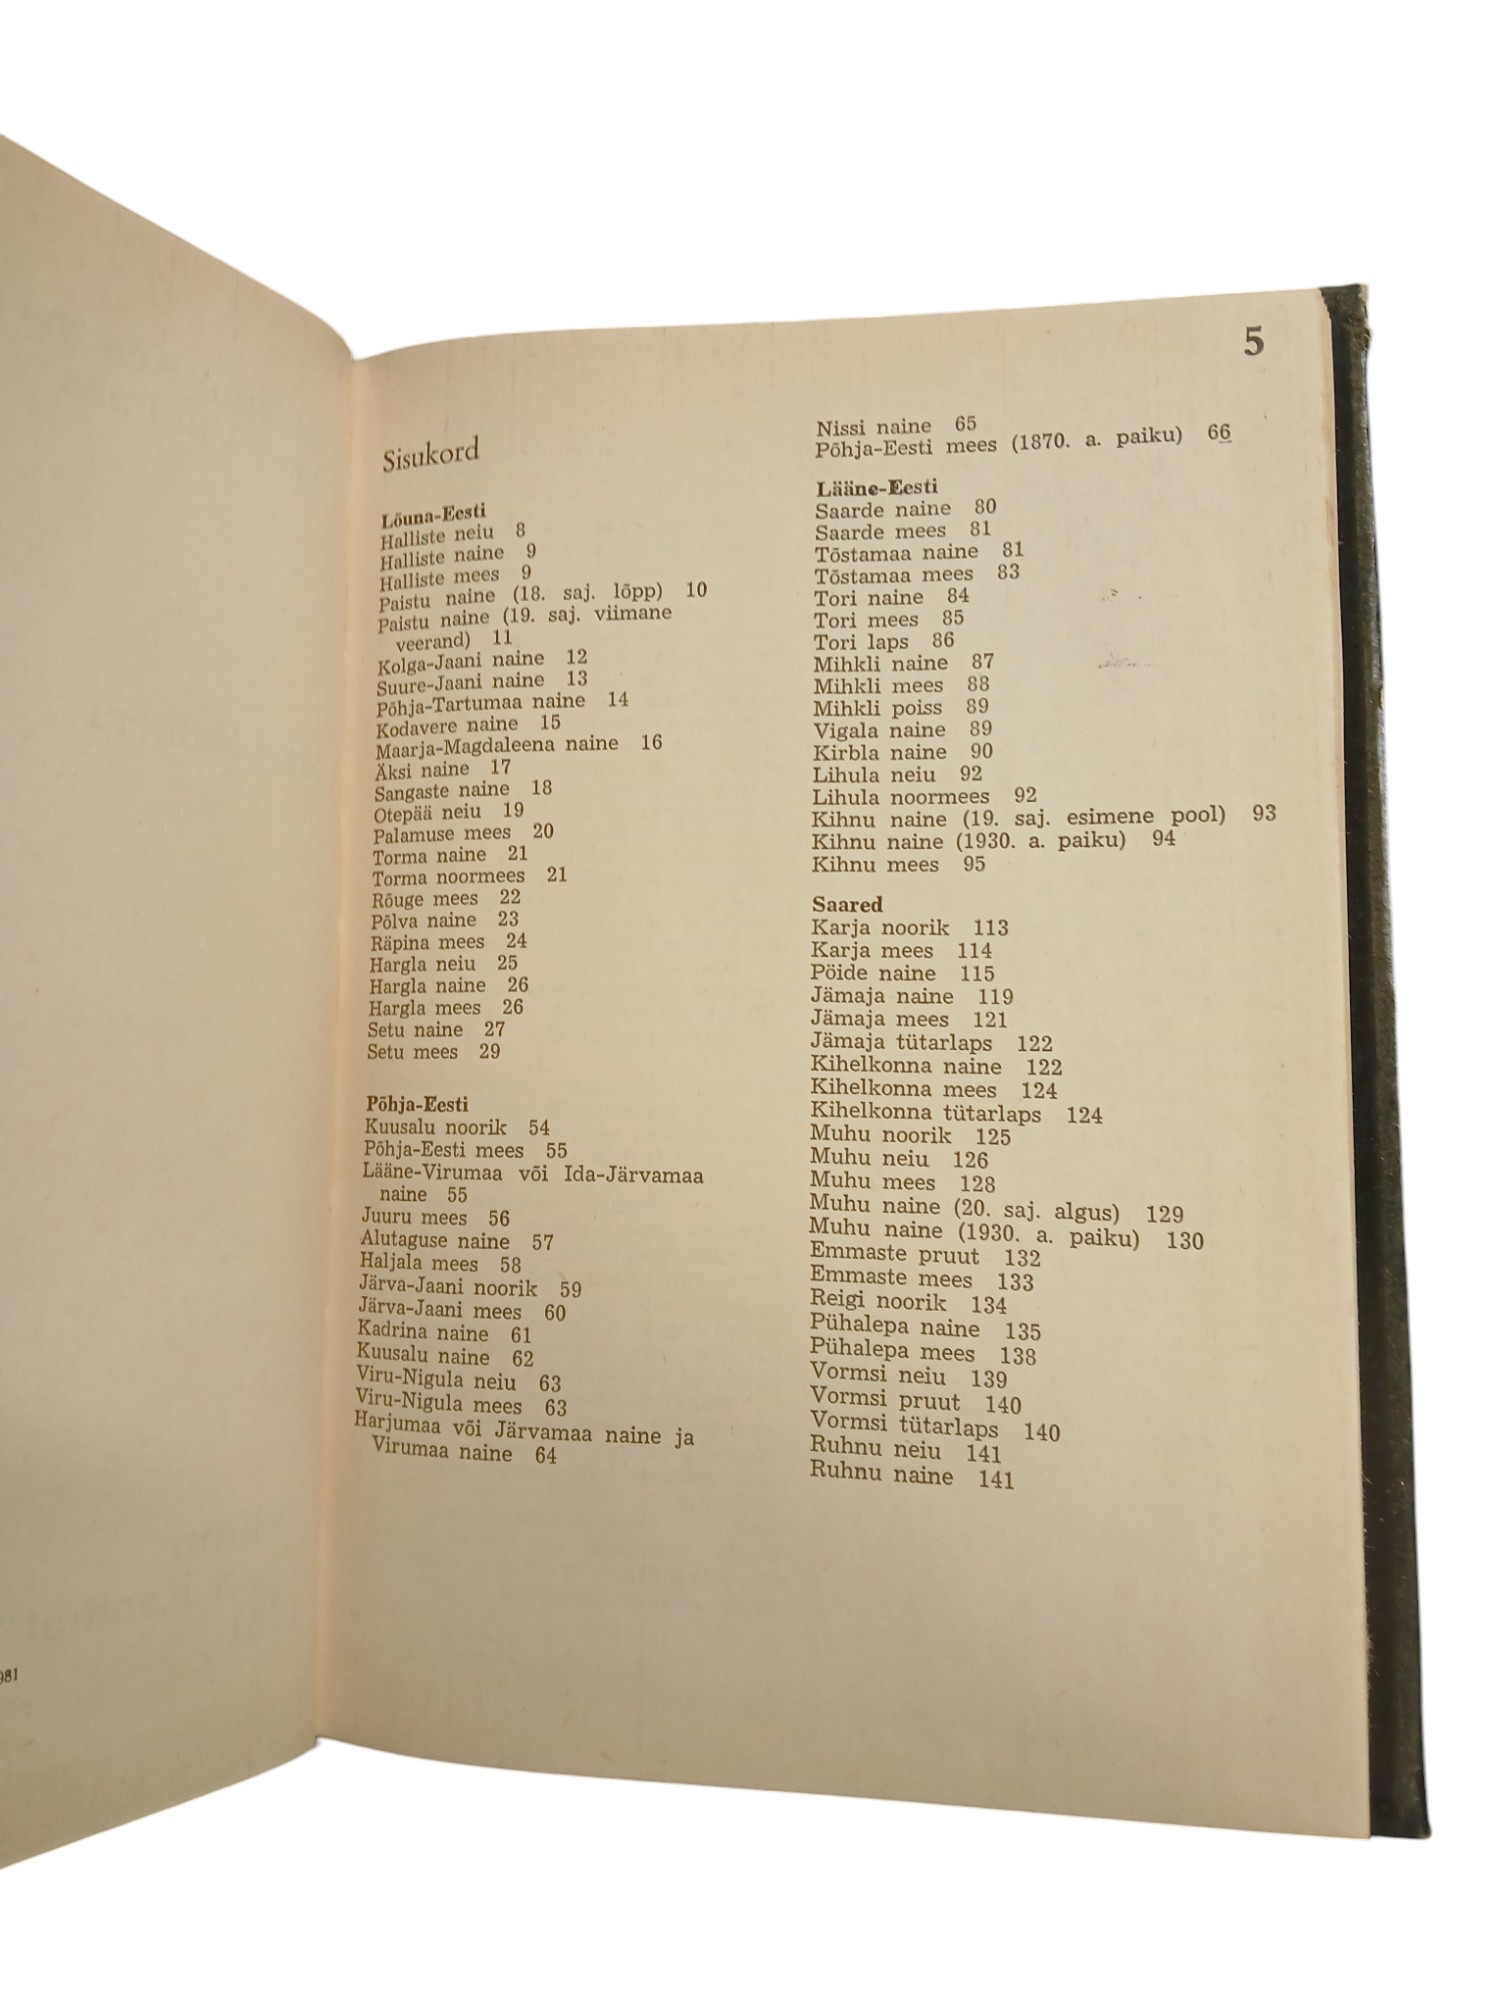 981
5
Sisukord
Lõuna-Eesti
Halliste neiu 8
Halliste naine 9
Halliste mees 9
Paistu naine (18. saj. lõpp) 10
Paistu naine (19. saj. viimane
veerand) 11
Kolga-Jaani naine 12
Suure-Jaani naine 13
Põhja-Tartumaa naine 14
Kodavere naine 15
Maarja-Magdaleena naine 16
Äksi naine 17
Sangaste naine 18
Otepää neiu 19
Palamuse mees 20
Torma naine 21
Torma noormees 21
Rõuge mees 22
Põlva naine 23
Räpina mees 24
Hargla neiu 25
Hargla naine 26
Hargla mees 26
Setu naine 27
Setu mees 29
Põhja-Eesti
Kuusalu noorik 54
Põhja-Eesti mees 55
Lääne-Virumaa või Ida-Järvamaa
naine 55
Juuru mees 56
Alutaguse naine 57
Haljala mees 58
Järva-Jaani noorik 59
Järva-Jaani mees 60
Kadrina naine 61
Kuusalu naine 62
Viru-Nigula neiu 63
Viru-Nigula mees 63
Harjumaa või Järvamaa naine ja
Virumaa naine 64
Nissi naine 65
Põhja-Eesti mees (1870. a. paiku) 66
Lääne-Eesti
Saarde naine 80
Saarde mees 81
Tõstamaa naine 81
Tõstamaa mees 83
Tori naine 84
Tori mees 85
Tori laps 86
Mihkli naine 87
Mihkli mees 88
Mihkli poiss 89
Vigala naine 89
Kirbla naine 90
Lihula neiu 92
Lihula noormees 92
Kihnu naine (19. saj. esimene pool) 93
Kihnu naine (1930. a. paiku) 94
Kihnu mees 95
Saared
Karja noorik 113
Karja mees 114
Pöide naine 115
Jämaja naine 119
Jämaja mees 121
Jämaja tütarlaps 122
Kihelkonna naine 122
Kihelkonna mees 124
Kihelkonna tütarlaps 124
Muhu noorik 125
Muhu neiu 126
Muhu mees 128
Muhu naine (20. saj. algus) 129
Muhu naine (1930. a. paiku) 130
Emmaste pruut 132
Emmaste mees 133
Reigi noorik 134
Pühalepa naine 135
Pühalepa mees 138
Vormsi neiu 139
Vormsi pruut 140
Vormsi tütarlaps 140
Ruhnu neiu 141
Ruhnu naine 141